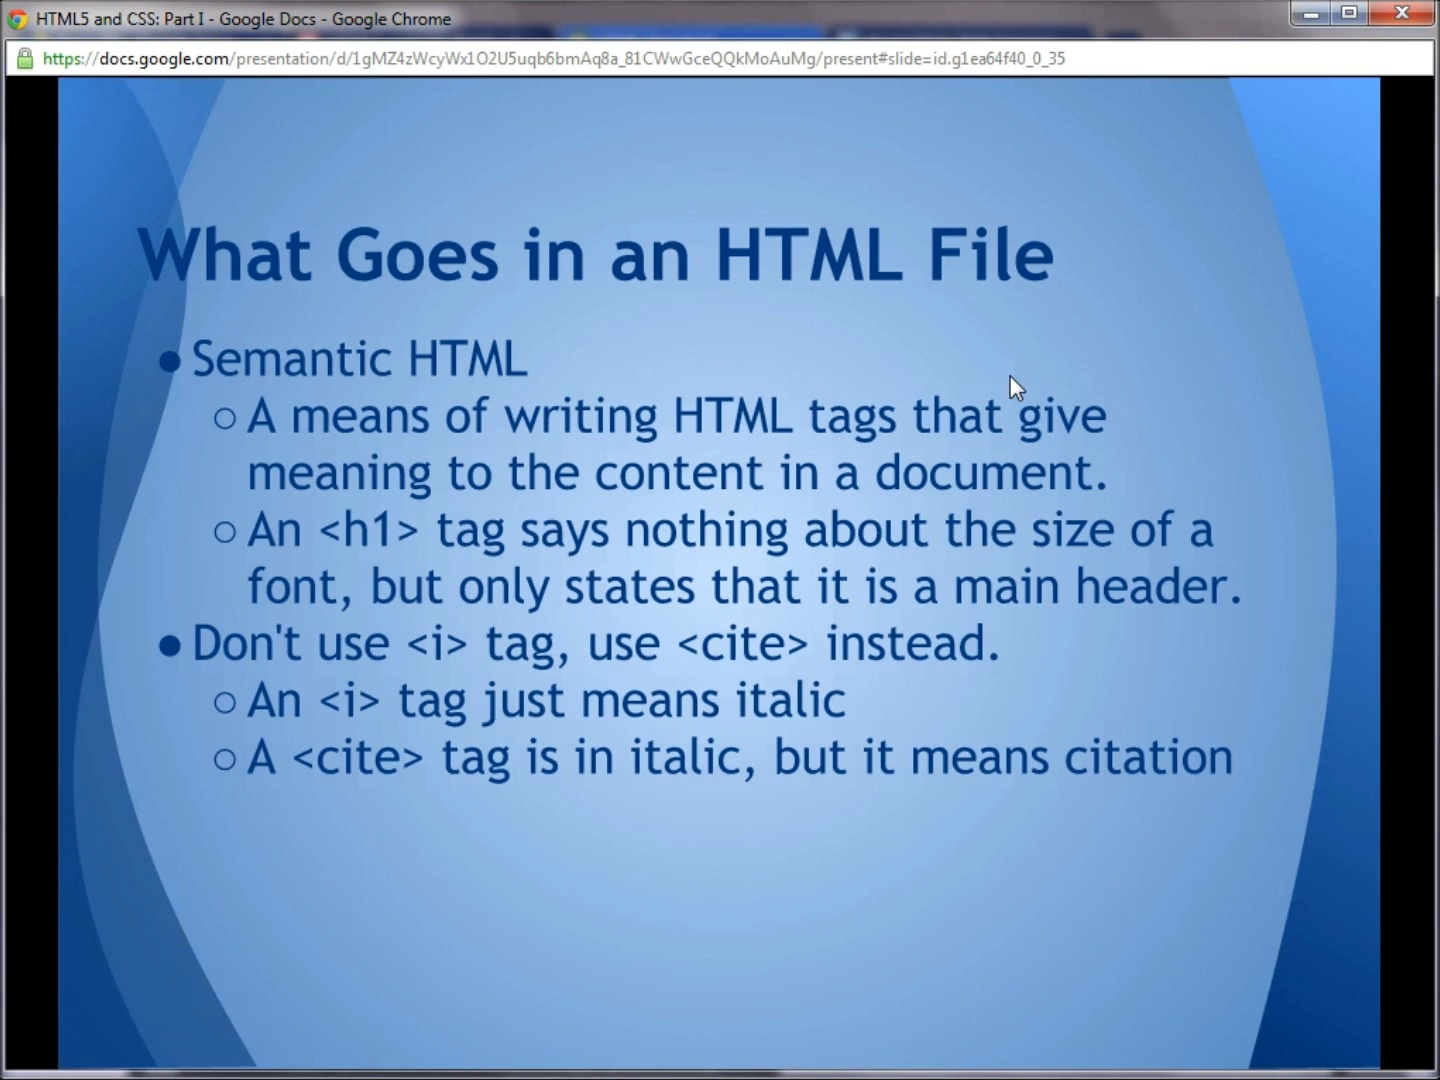 HTML5 and CSS: Part I - Google Docs - Google Chrome
https://docs.google.com/presentation/d/1gMZ4zWcyWx1O2U5uqb6bmAq8a_81CWwGceQQkMoAuMg/present#slide=id.g1ea64f40_0_35
What Goes in an HTML File
● Semantic HTML
○ A means of writing HTML tags that give
meaning to the content in a document.
○ An <h1> tag says nothing about the size of a
font, but only states that it is a main header.
● Don't use <i> tag, use <cite> instead.
○ An <i> tag just means italic
○ A <cite> tag is in italic, but it means citation